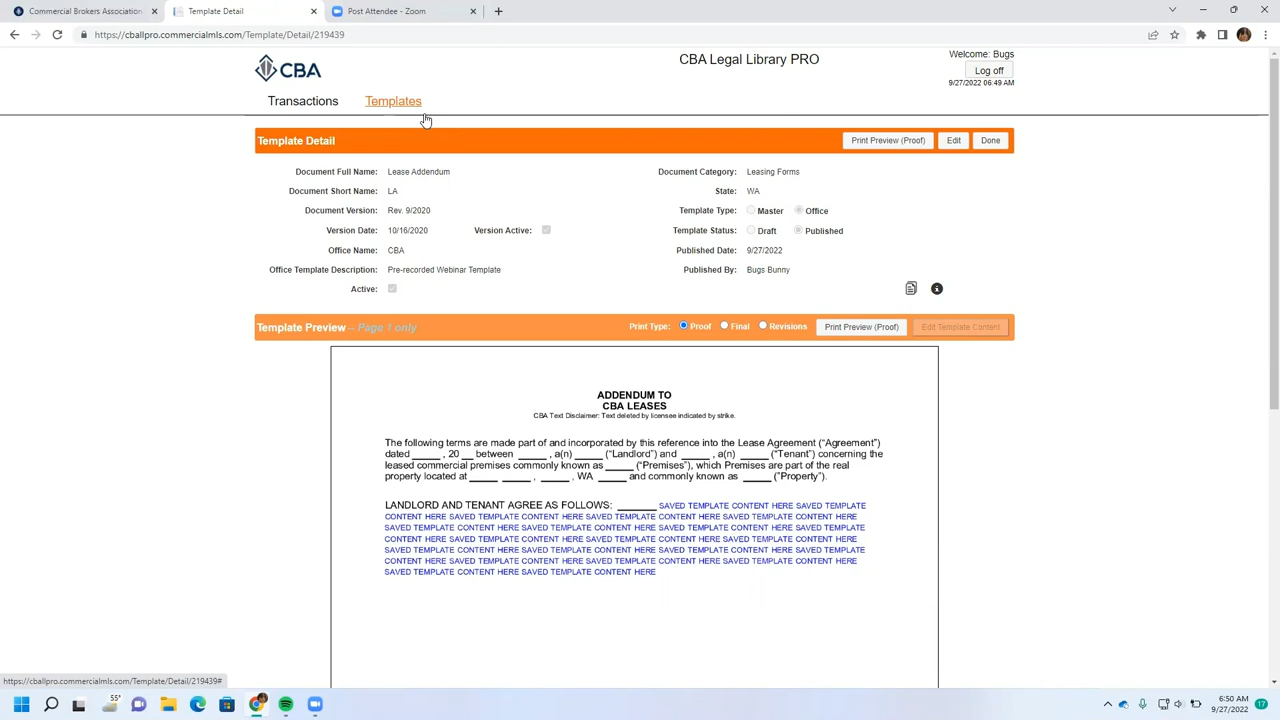 Commercial Brokers Association
Template Detail
Post Attendee - Zoom
https://cballpro.commercialmls.com/Template/Detail/219439
CBA
CBA Legal Library PRO
Welcome: Bugs
Log off
9/27/2022 06:49 AM
Transactions Templates
Template Detail
Print Preview (Proof) Edit Done
Document Full Name: Lease Addendum
Document Category: Leasing Forms
Document Short Name: LA
State: WA
Document Version: Rev. 9/2020
Template Type: Master Office
Version Date: 10/16/2020 Version Active:
Template Status: Draft Published
Office Name: CBA
Published Date: 9/27/2022
Office Template Description: Pre-recorded Webinar Template
Published By: Bugs Bunny
Active:
Template Preview -- Page 1 only
Print Type: Proof Final Revisions Print Preview (Proof) Edit Template Content
ADDENDUM TO
CBA LEASES
CBA Text Disclaimer: Text deleted by licensee indicated by strike.
The following terms are made part of and incorporated by this reference into the Lease Agreement (“Agreement”)
dated _____ , 20 __ between _____ , a(n) _____ (“Landlord”) and _____ , a(n) _____ (“Tenant”) concerning the
leased commercial premises commonly known as _____ (“Premises”), which Premises are part of the real
property located at _____ _____ , _____ , WA _____ and commonly known as _____ (“Property”).
LANDLORD AND TENANT AGREE AS FOLLOWS: _______ SAVED TEMPLATE CONTENT HERE SAVED TEMPLATE
CONTENT HERE SAVED TEMPLATE CONTENT HERE SAVED TEMPLATE CONTENT HERE SAVED TEMPLATE CONTENT HERE
SAVED TEMPLATE CONTENT HERE SAVED TEMPLATE CONTENT HERE SAVED TEMPLATE CONTENT HERE SAVED TEMPLATE
CONTENT HERE SAVED TEMPLATE CONTENT HERE SAVED TEMPLATE CONTENT HERE SAVED TEMPLATE CONTENT HERE
SAVED TEMPLATE CONTENT HERE SAVED TEMPLATE CONTENT HERE SAVED TEMPLATE CONTENT HERE SAVED TEMPLATE
CONTENT HERE SAVED TEMPLATE CONTENT HERE SAVED TEMPLATE CONTENT HERE SAVED TEMPLATE CONTENT HERE
SAVED TEMPLATE CONTENT HERE SAVED TEMPLATE CONTENT HERE
https://cballpro.commercialmls.com/Template/Detail/219439#
55°
6:50 AM
9/27/2022
17